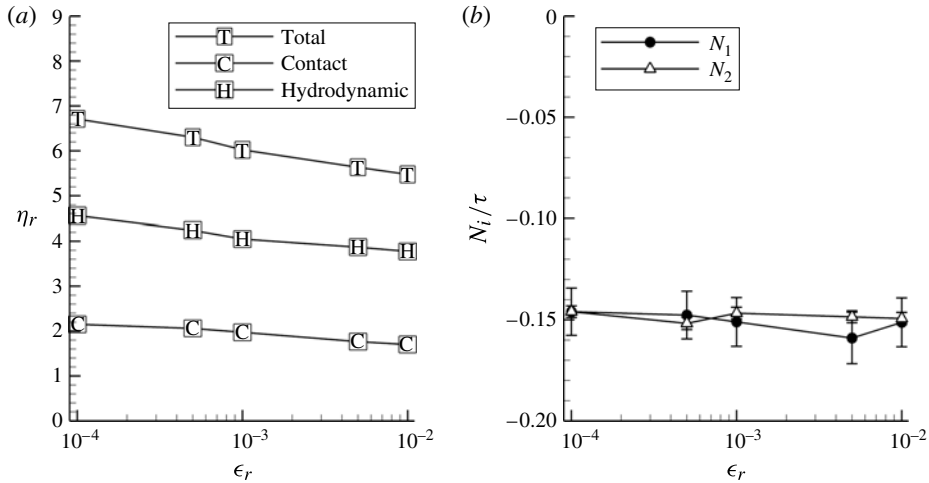 (a)
9
8
7
6
5
4
3
2
1
0
η_r
T Total
C Contact
H Hydrodynamic
T T T T T
H H H H H
C C C C C
10⁻⁴ 10⁻³ 10⁻²
ϵ_r
(b)
0
−0.05
−0.10
−0.15
−0.20
N_i/τ
N₁
N₂
10⁻⁴ 10⁻³ 10⁻²
ϵ_r